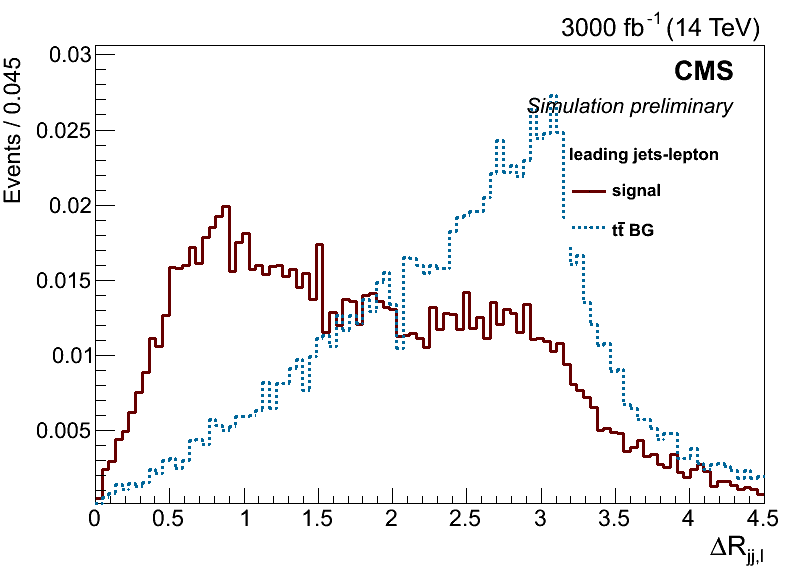 3000 fb⁻¹ (14 TeV)
Events / 0.045
0.03
0.025
0.02
0.015
0.01
0.005
CMS
Simulation preliminary
leading jets-lepton
signal
tt̄ BG
0 0.5 1 1.5 2 2.5 3 3.5 4 4.5
ΔR_jj,l